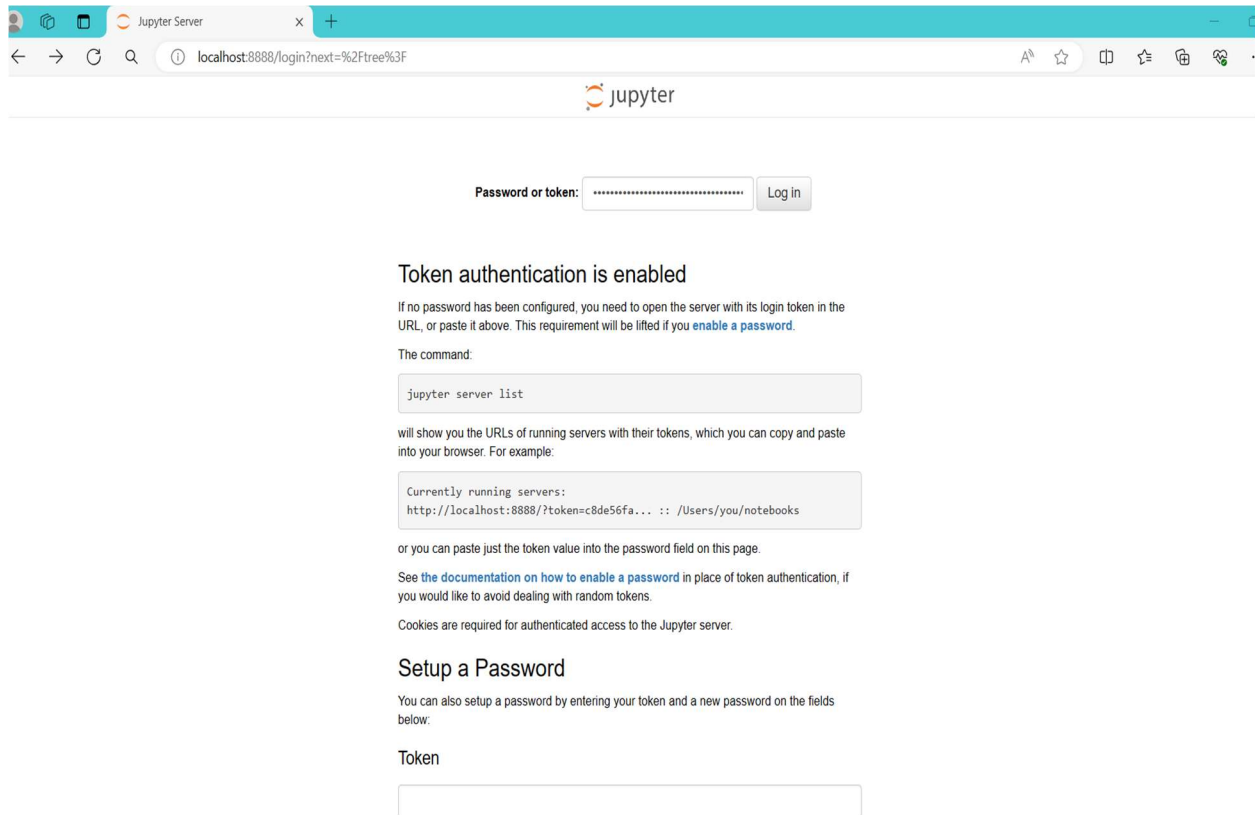 Jupyter Server
localhost:8888/login?next=%2Ftree%3F
jupyter
Password or token:
Log in
Token authentication is enabled
If no password has been configured, you need to open the server with its login token in the
URL, or paste it above. This requirement will be lifted if you enable a password.
The command:
jupyter server list
will show you the URLs of running servers with their tokens, which you can copy and paste
into your browser. For example:
Currently running servers:
http://localhost:8888/?token=c8de56fa... :: /Users/you/notebooks
or you can paste just the token value into the password field on this page.
See the documentation on how to enable a password in place of token authentication, if
you would like to avoid dealing with random tokens.
Cookies are required for authenticated access to the Jupyter server.
Setup a Password
You can also setup a password by entering your token and a new password on the fields
below:
Token